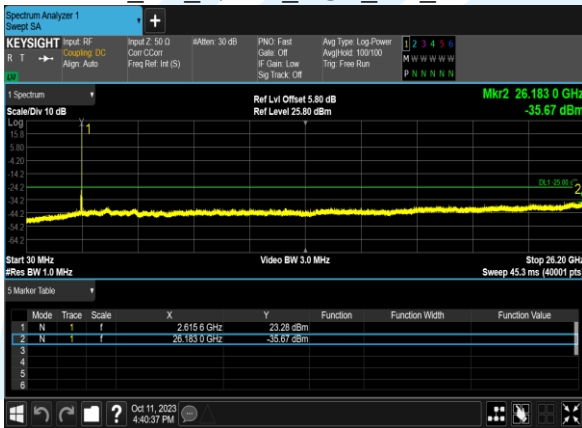 Spectrum Analyzer 1
Swept SA
+
KEYSIGHT Input: RF Input Z: 50 Ω #Atten: 30 dB PNO: Fast Avg Type: Log-Power 1 2 3 4 5 6
R T Coupling: DC Corr CCorr Gate: Off Avg|Hold: 100/100 M W W W W W
Align: Auto Freq Ref: Int (S) IF Gain: Low Trig: Free Run
Sig Track: Off P N N N N N
LV
1 Spectrum Ref Lvl Offset 5.80 dB Mkr2 26.183 0 GHz
Scale/Div 10 dB Ref Level 25.80 dBm -35.67 dBm
Log
15.8
1
5.80
-4.20
-14.2
DL1 -25.00
-24.2
2
-34.2
-44.2
-54.2
-64.2
Start 30 MHz Video BW 3.0 MHz Stop 26.20 GHz
#Res BW 1.0 MHz Sweep 45.3 ms (40001 pts
5 Marker Table
Mode Trace Scale X Y Function Function Width Function Value
1 N 1 f 2.615 6 GHz 23.28 dBm
2 N 1 f 26.183 0 GHz -35.67 dBm
3
4
5
6
? Oct 11, 2023
4:40:37 PM